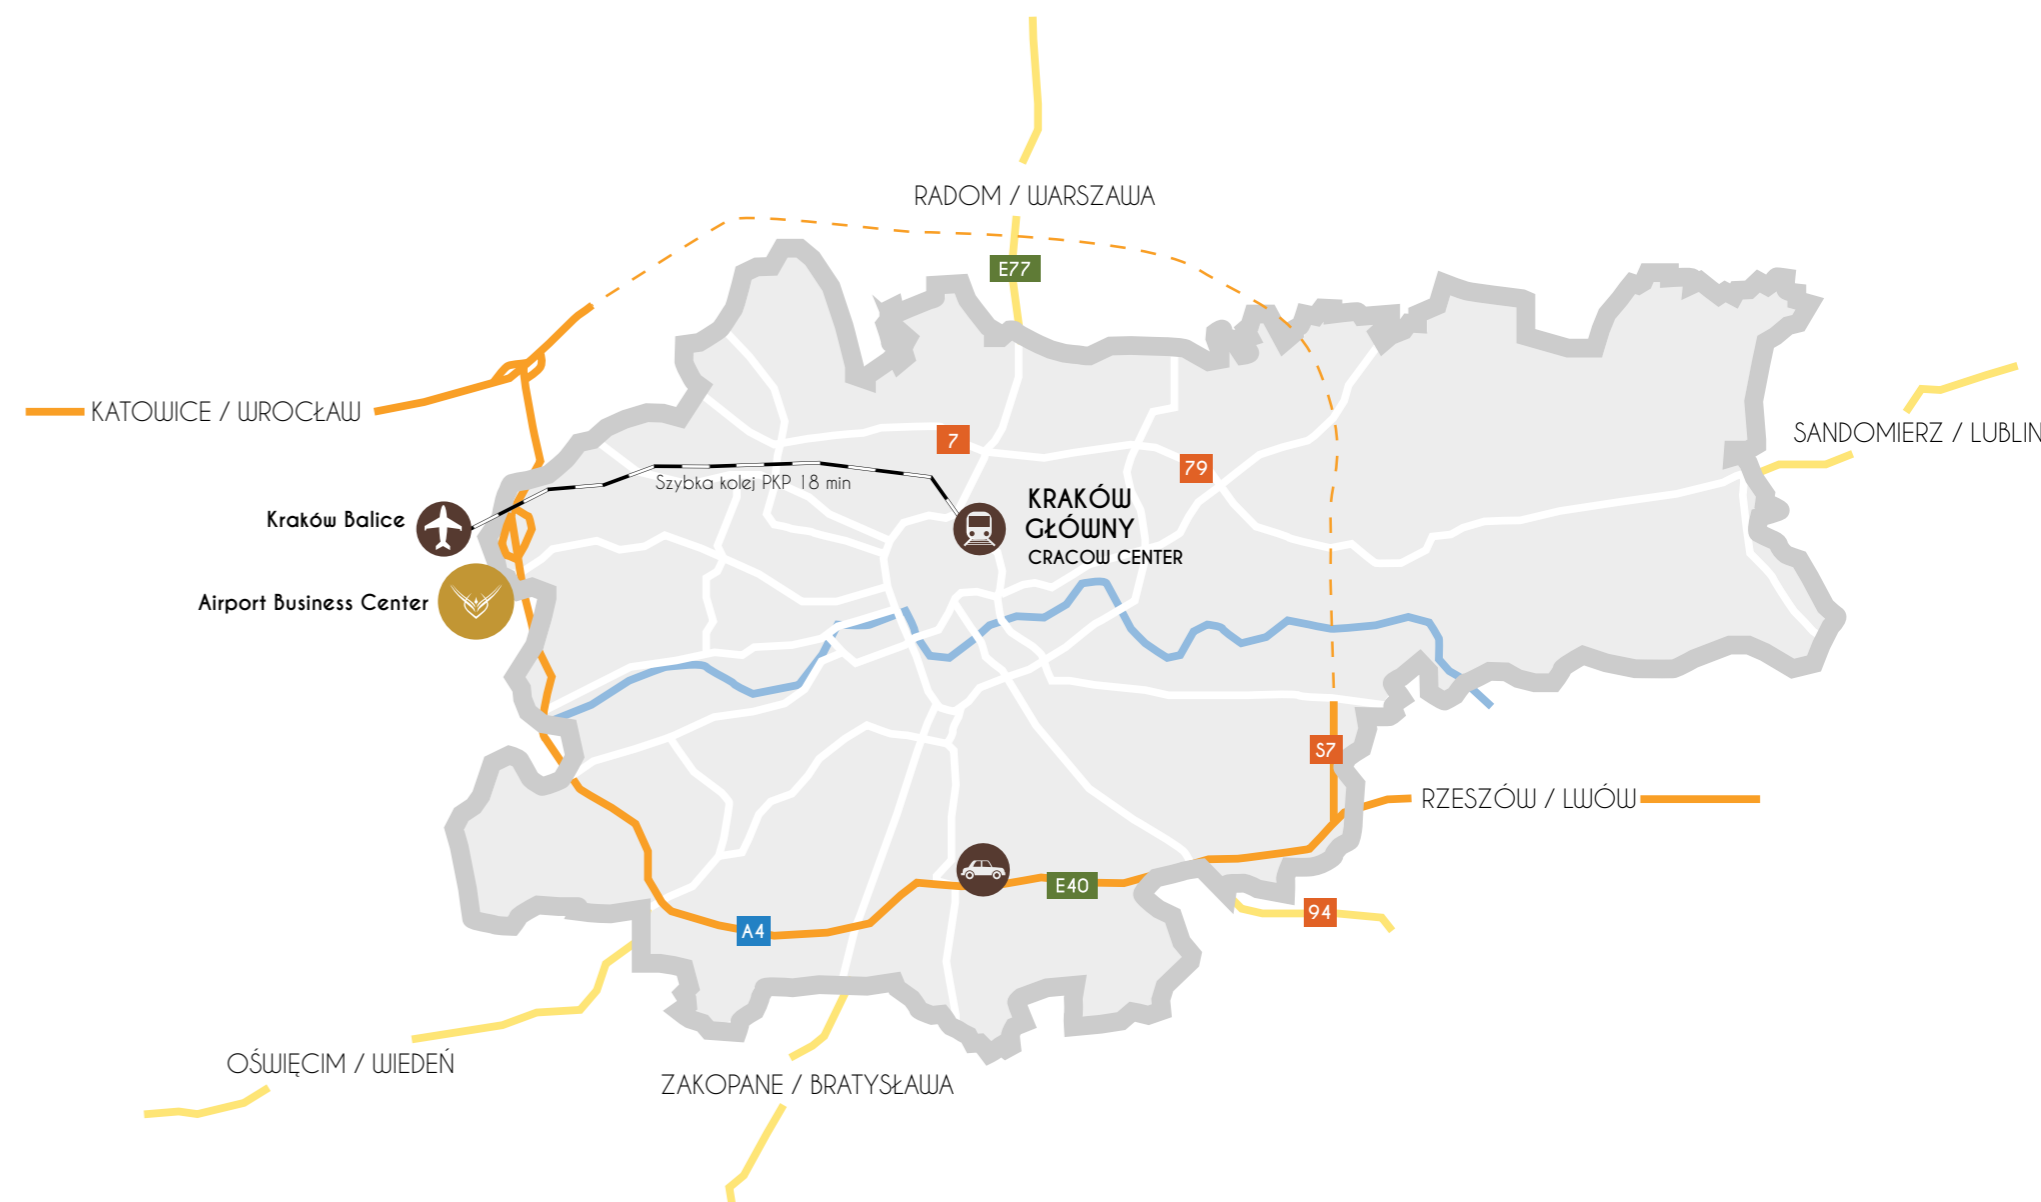 RADOM / WARSZAWA
E77
KATOWICE / WROCŁAW
SANDOMIERZ / LUBLIN
7
79
Szybka kolej PKP 18 min
Kraków Balice
KRAKÓW
GŁÓWNY
CRACOW CENTER
Airport Business Center
S7
RZESZÓW / LWÓW
E40
94
A4
OŚWIĘCIM / WIEDEŃ
ZAKOPANE / BRATYSŁAWA